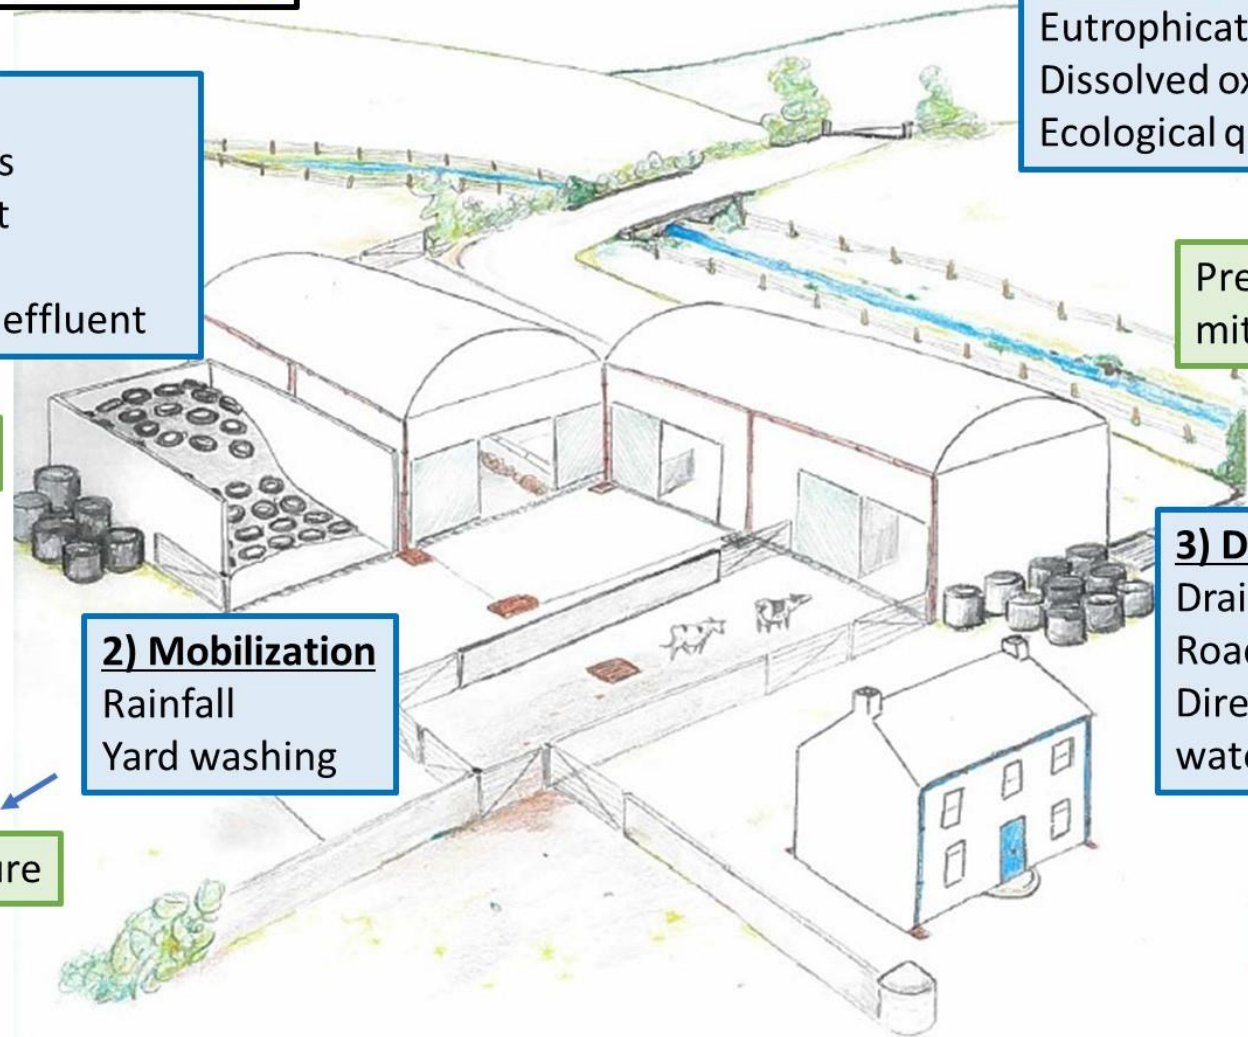 Eutrophicat
Dissolved ox
Ecological q
s
t
effluent
Pre
mit
2) Mobilization
Rainfall
Yard washing
3) D
Drai
Road
Dire
wate
ure